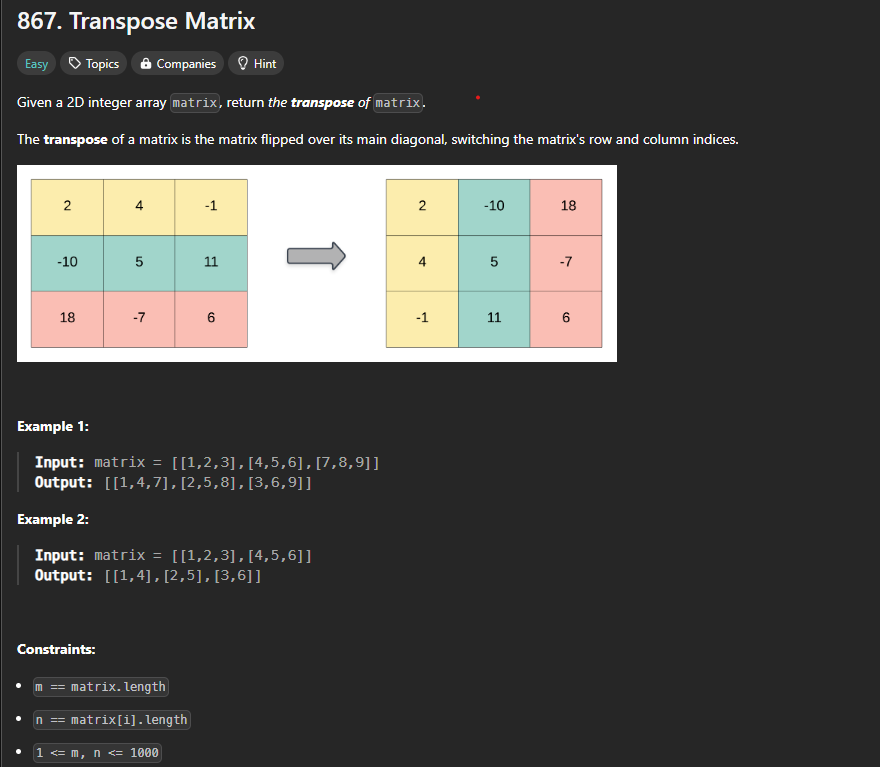 867. Transpose Matrix
Easy Topics Companies Hint
Given a 2D integer array matrix, return the transpose of matrix.
The transpose of a matrix is the matrix flipped over its main diagonal, switching the matrix's row and column indices.
2 4 -1 2 -10 18
-10 5 11 4 5 -7
18 -7 6 -1 11 6
Example 1:
Input: matrix = [[1,2,3],[4,5,6],[7,8,9]]
Output: [[1,4,7],[2,5,8],[3,6,9]]
Example 2:
Input: matrix = [[1,2,3],[4,5,6]]
Output: [[1,4],[2,5],[3,6]]
Constraints:
• m == matrix.length
• n == matrix[i].length
• 1 <= m, n <= 1000